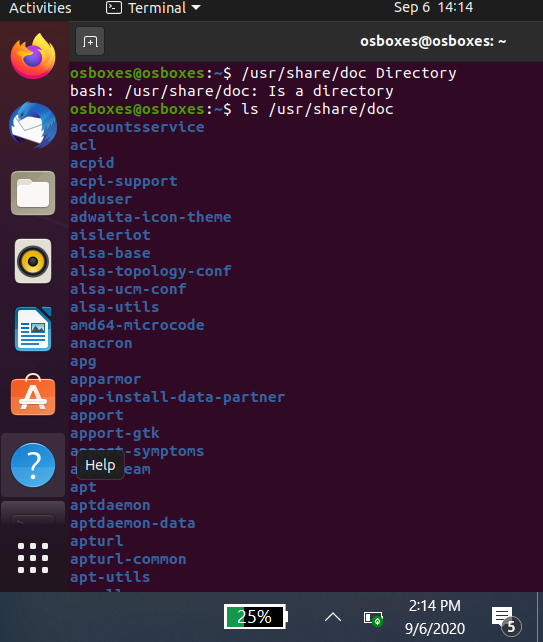 Activities Terminal Sep 6 14:14
osboxes@osboxes: ~
osboxes@osboxes:~$ /usr/share/doc Directory
bash: /usr/share/doc: Is a directory
osboxes@osboxes:~$ ls /usr/share/doc
accountsservice
acl
acpid
acpi-support
adduser
adwaita-icon-theme
aisleriot
alsa-base
alsa-topology-conf
alsa-ucm-conf
alsa-utils
amd64-microcode
anacron
apg
apparmor
app-install-data-partner
apport
apport-gtk
-symptoms
Help
apt
aptdaemon
aptdaemon-data
apturl
apturl-common
apt-utils
25%
2:14 PM
9/6/2020
5